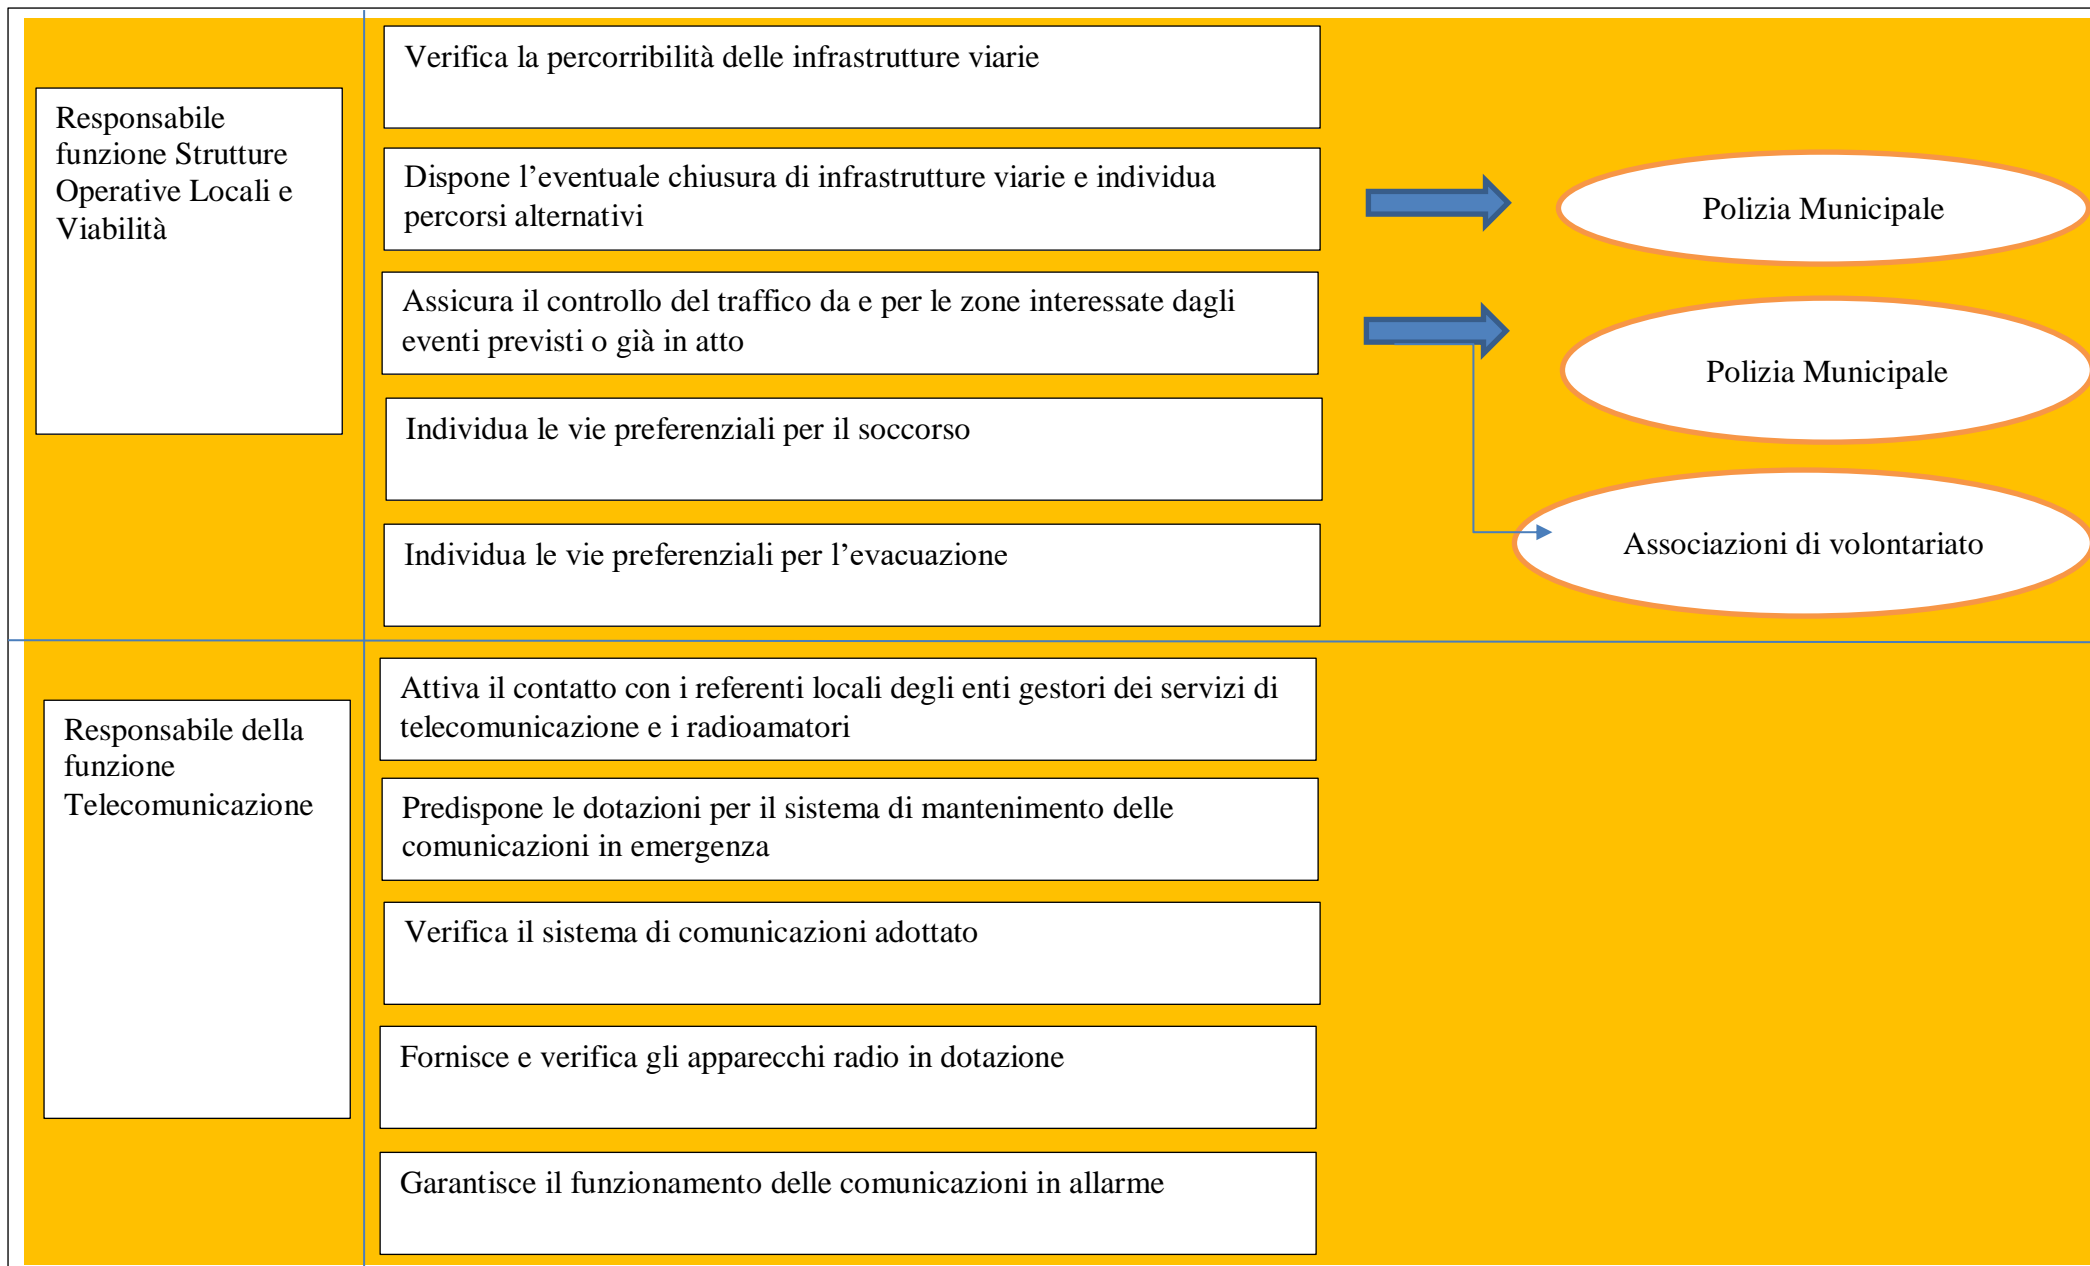 Responsabile
funzione Strutture
Operative Locali e
Viabilità
Verifica la percorribilità delle infrastrutture viarie
Dispone l’eventuale chiusura di infrastrutture viarie e individua
percorsi alternativi
Polizia Municipale
Assicura il controllo del traffico da e per le zone interessate dagli
eventi previsti o già in atto
Polizia Municipale
Associazioni di volontariato
Individua le vie preferenziali per il soccorso
Individua le vie preferenziali per l’evacuazione
Responsabile della
funzione
Telecomunicazione
Attiva il contatto con i referenti locali degli enti gestori dei servizi di
telecomunicazione e i radioamatori
Predispone le dotazioni per il sistema di mantenimento delle
comunicazioni in emergenza
Verifica il sistema di comunicazioni adottato
Fornisce e verifica gli apparecchi radio in dotazione
Garantisce il funzionamento delle comunicazioni in allarme